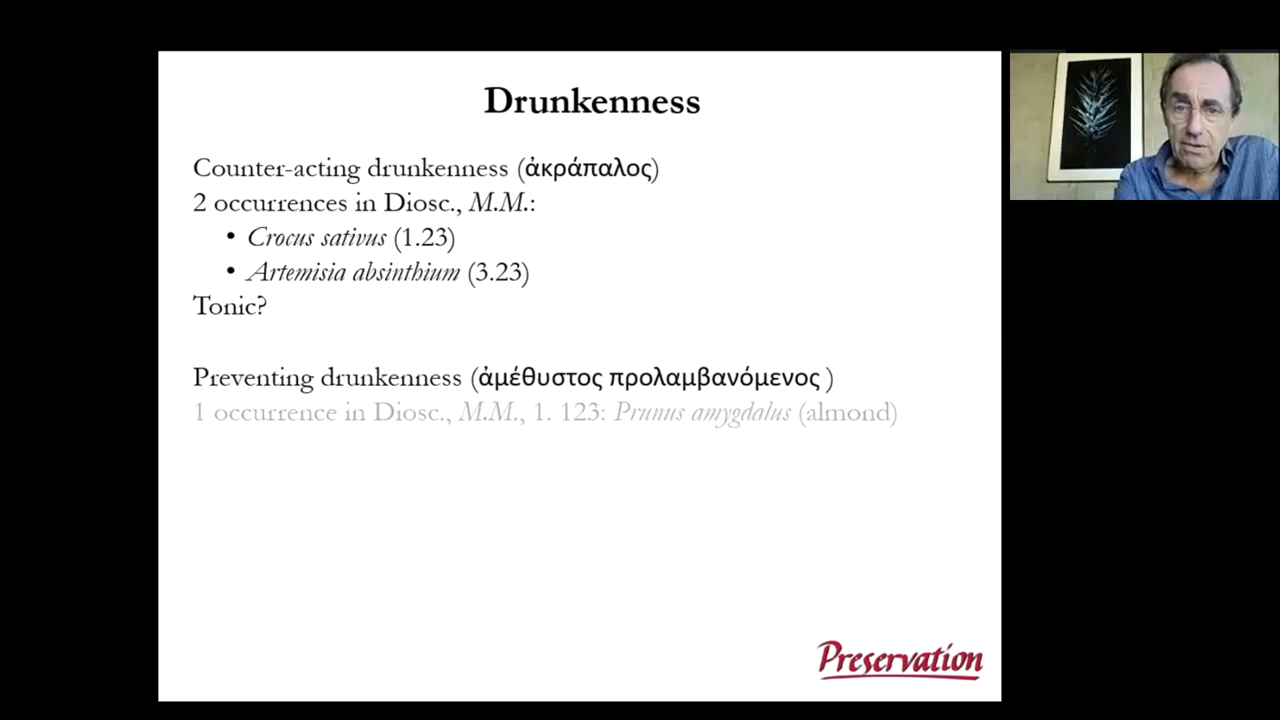 Drunkenness
Counter-acting drunkenness (ἀκράπαλος)
2 occurrences in Diosc., M.M.:
• Crocus sativus (1.23)
• Artemisia absinthium (3.23)
Tonic?
Preventing drunkenness (ἀμέθυστος προλαμβανόμενος )
1 occurrence in Diosc., M.M., 1. 123: Prunus amygdalus (almond)
Preservation